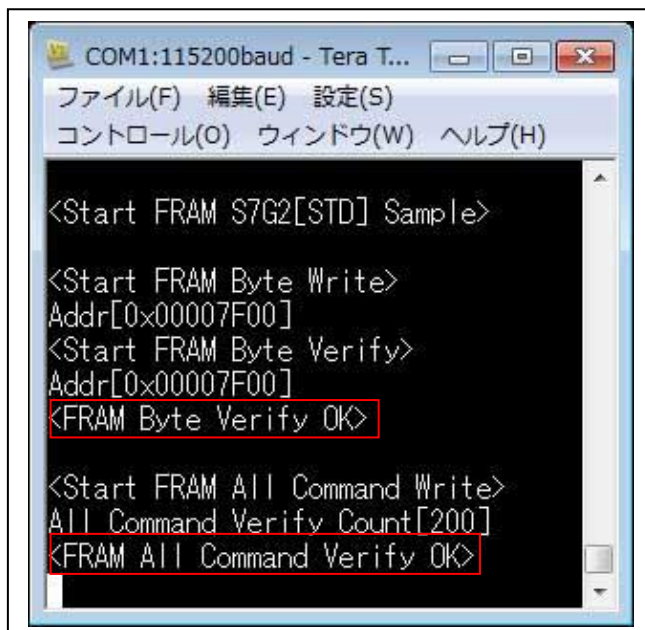 COM1:115200baud - Tera T...
ファイル(F) 編集(E) 設定(S)
コントロール(O) ウィンドウ(W) ヘルプ(H)
<Start FRAM S7G2[STD] Sample>
<Start FRAM Byte Write>
Addr[0x00007F00]
<Start FRAM Byte Verify>
Addr[0x00007F00]
<FRAM Byte Verify OK>
<Start FRAM All Command Write>
All Command Verify Count[200]
<FRAM All Command Verify OK>